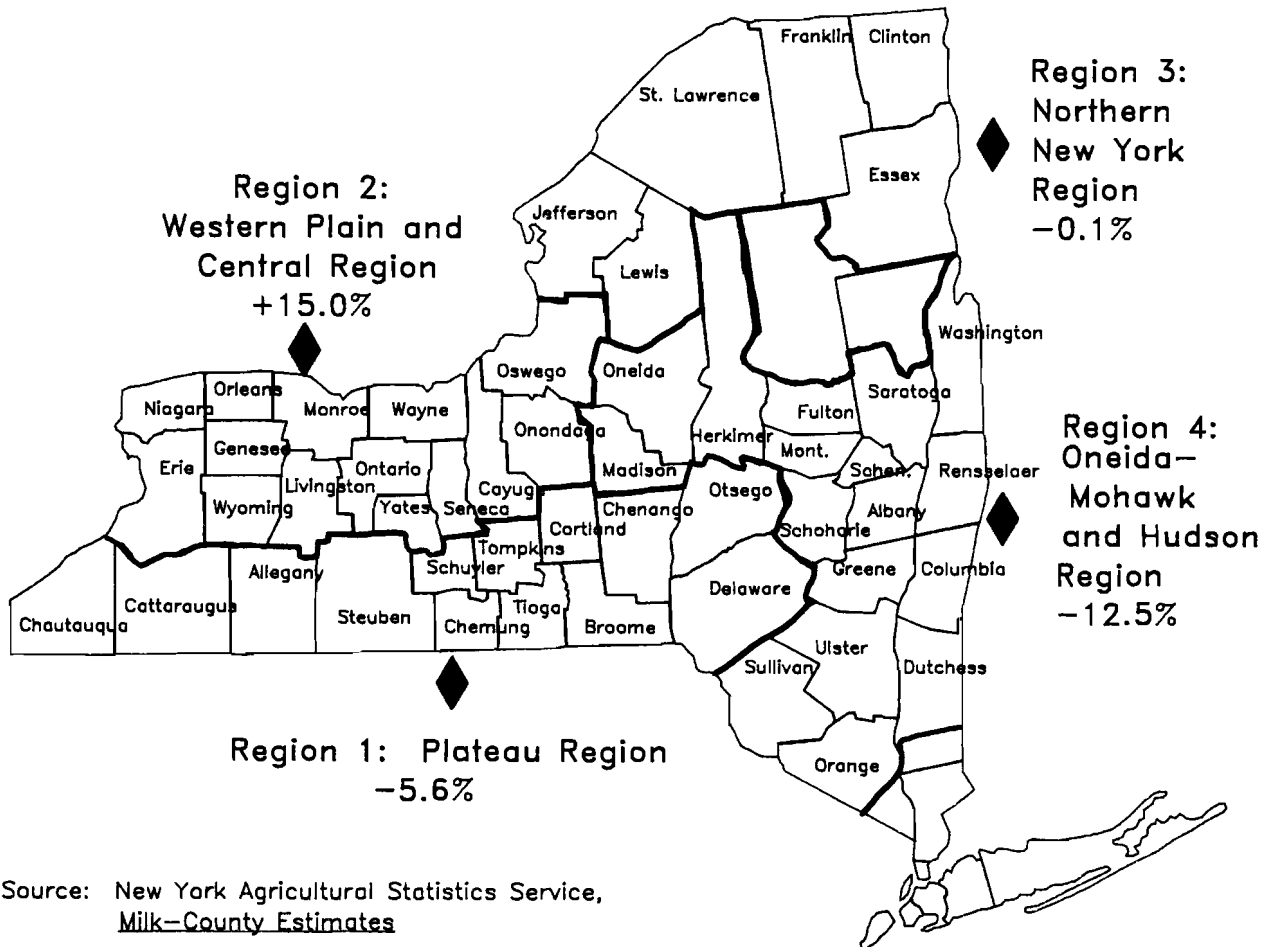 Franklin
Clinton
St. Lawrence
Region 3:
Northern
New York
Region
−0.1%
Essex
Region 2:
Western Plain and
Central Region
+15.0%
Jefferson
Lewis
Washington
Oswego
Oneida
Orleans
Niagara
Monroe
Wayne
Saratoga
Fulton
Onondaga
Herkimer
Mont.
Region 4:
Oneida−
Mohawk
and Hudson
Region
−12.5%
Genesee
Erie
Ontario
Madison
Schen.
Rensselaer
Livingston
Cayug
Otsego
Wyoming
Yates
Seneca
Chenango
Albany
Cortland
Schoharie
Tompkins
Schuyler
Allegany
Greene
Columbia
Delaware
Cattaraugus
Steuben
Tioga
Chautauqua
Chemung
Broome
Ulster
Sullivan
Dutchess
Region 1: Plateau Region
−5.6%
Orange
Source: New York Agricultural Statistics Service,
Milk−County Estimates